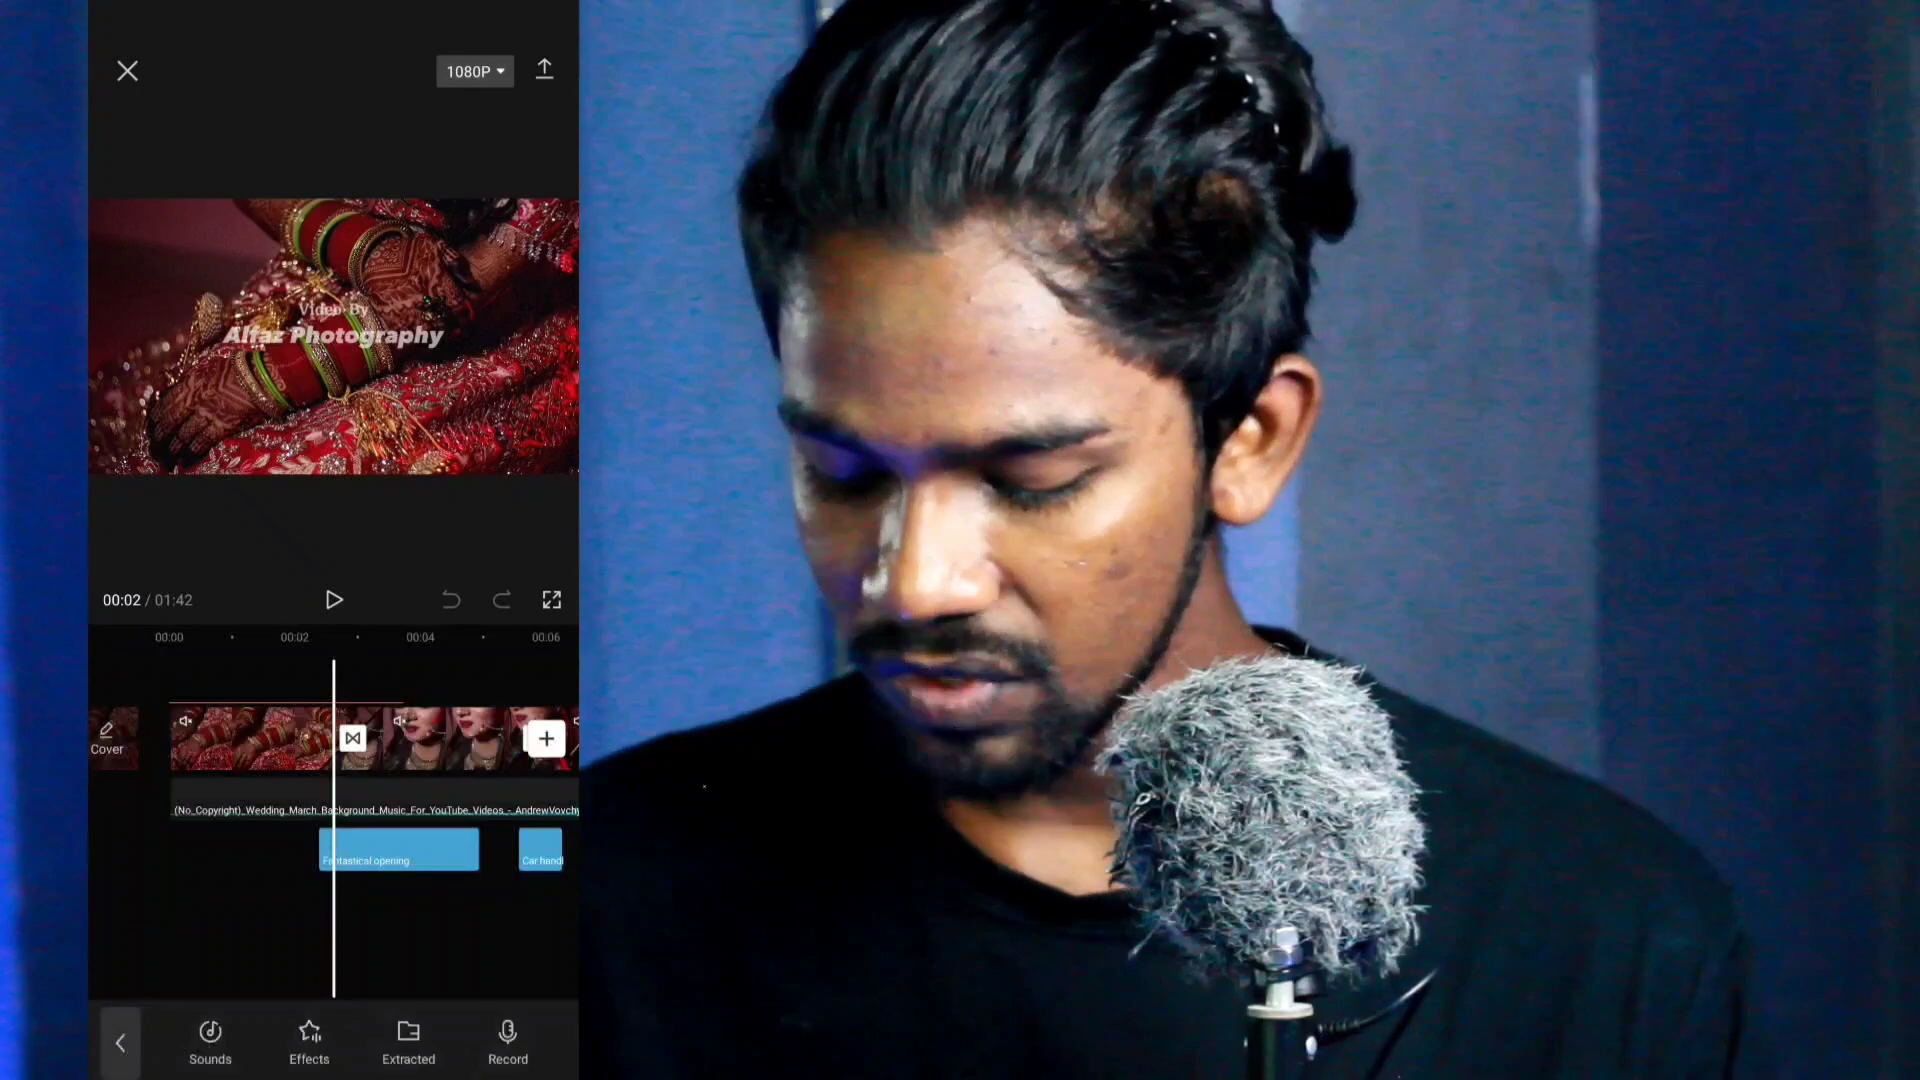 1080P
Video By
Alfaz Photography
00:02 / 01:42
00:00
00:02
00:04
00:06
Cover
(No_Copyright)_Wedding_March_Background_Music_For_YouTube_Videos_-_AndrewVovchy
Fantastical opening
Car handl
Sounds
Effects
Extracted
Record